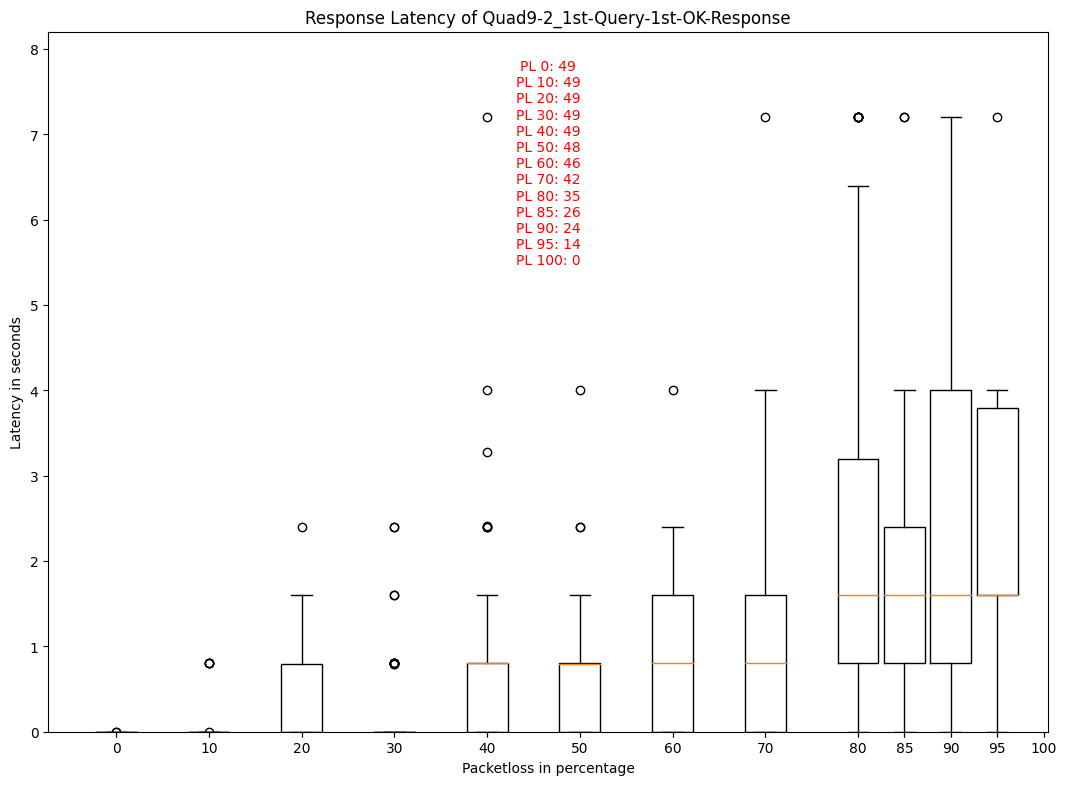 Response Latency of Quad9-2_1st-Query-1st-OK-Response
8
PL 0: 49
PL 10: 49
PL 20: 49
PL 30: 49
PL 40: 49
PL 50: 48
PL 60: 46
PL 70: 42
PL 80: 35
PL 85: 26
PL 90: 24
PL 95: 14
PL 100: 0
7
6
5
4
3
2
1
0
Latency in seconds
0 10 20 30 40 50 60 70 80 85 90 95 100
Packetloss in percentage